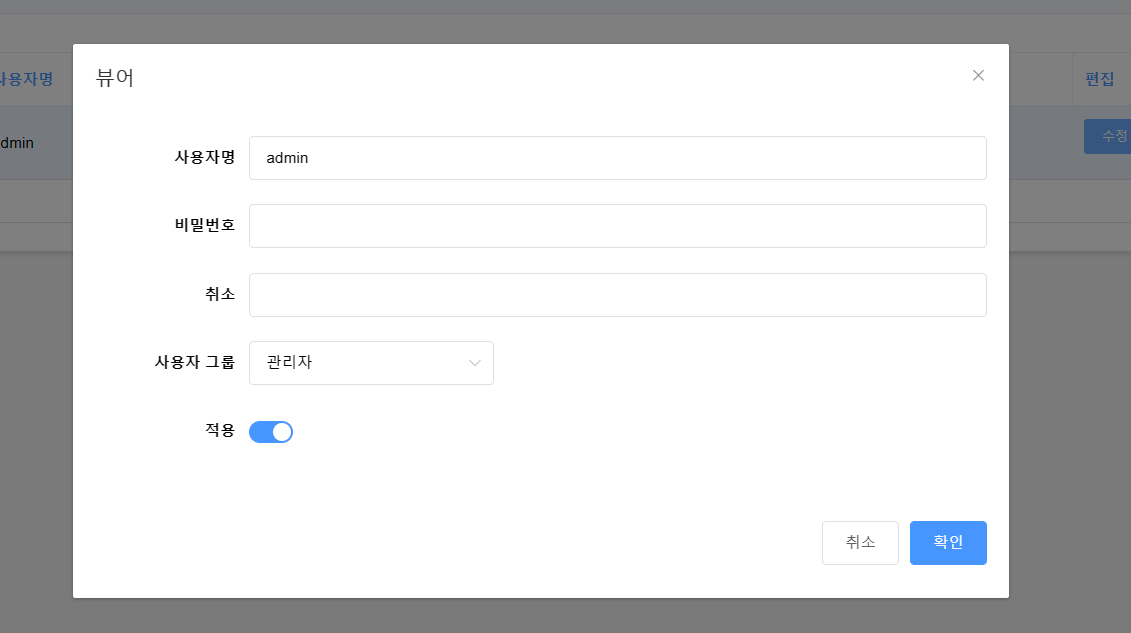 뷰어
사용자명 편집
사용자명 admin
dmin 수정
비밀번호
취소
사용자 그룹 관리자
적용
취소 확인